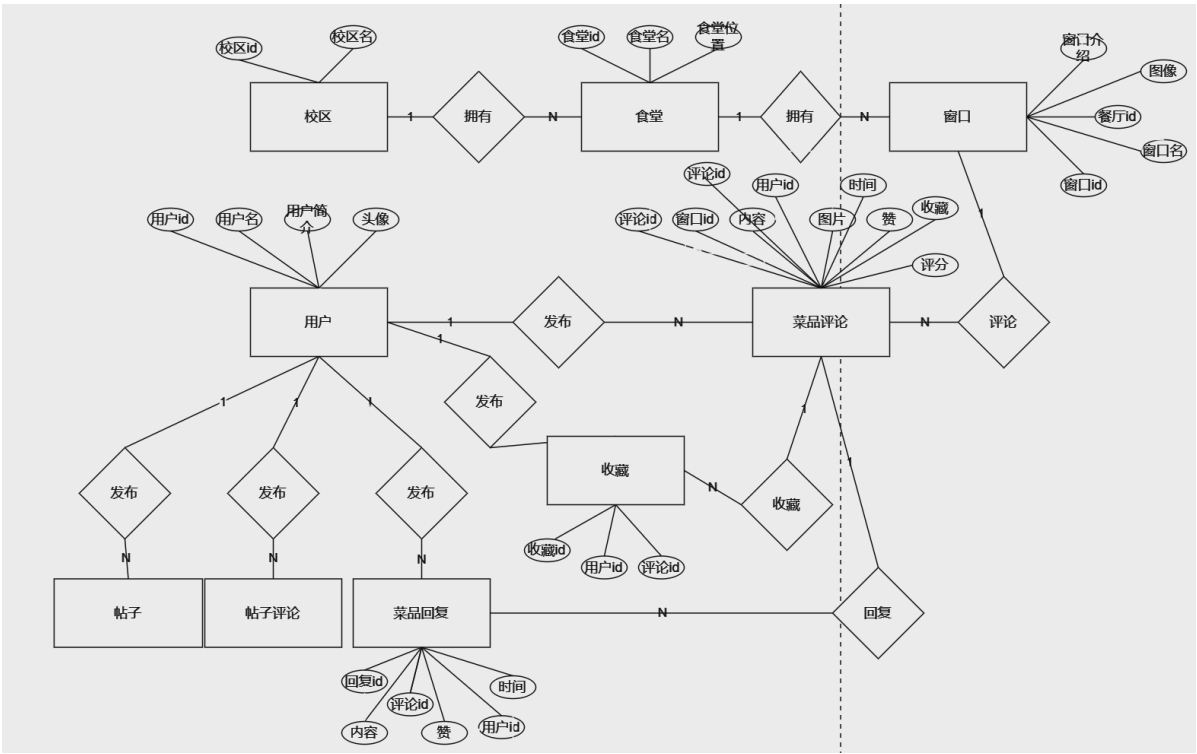 校区id
校区名
食堂id
食堂名
食堂位
置
窗口介
绍
图像
餐厅id
窗口名
窗口id
校区
1
拥有
N
食堂
1
拥有
N
窗口
评论id
用户id
时间
收藏
评论id
窗口id
内容
图片
赞
评分
用户id
用户名
用户简
介
头像
1
用户
1
发布
N
菜品评论
N
评论
1
发布
1
1
1
1
1
收藏
N
收藏
发布
发布
发布
收藏id
用户id
评论id
N
N
N
帖子
帖子评论
菜品回复
N
回复
回复id
评论id
时间
内容
赞
用户id